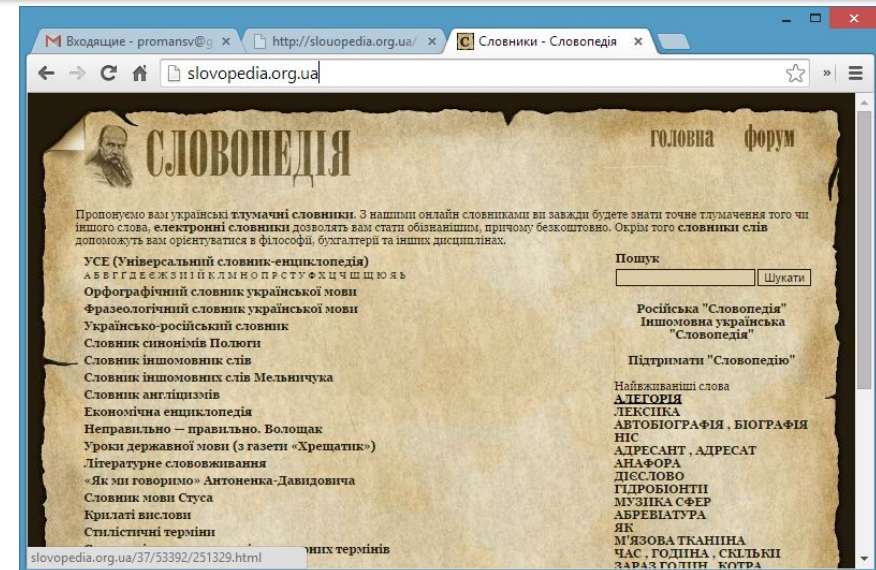 Входящие - promansv@g
http://slouopedia.org.ua/
Словники - Словопедія
slovopedia.org.ua
СЛОВОПЕДІЯ
головна форум
Пропонуємо вам українські тлумачні словники. З нашими онлайн словниками ви завжди будете знати точне тлумачення того чи
іншого слова, електронні словники дозволять вам стати обізнанішим, причому безкоштовно. Окрім того словники слів
допоможуть вам орієнтуватися в філософії, бухгалтерії та інших дисциплінах.
УСЕ (Універсальний словник-енциклопедія)
А Б В Г Ґ Д Е Є Ж З И І Ї Й К Л М Н О П Р С Т У Ф Х Ц Ч Ш Щ Ю Я Ь
Орфографічний словник української мови
Фразеологічний словник української мови
Українсько-російський словник
Словник синонімів Полюги
Словник іншомовник слів
Словник іншомовних слів Мельничука
Словник англіцизмів
Економічна енциклопедія
Неправильно — правильно. Волощак
Уроки державної мови (з газети «Хрещатик»)
Літературне слововживання
«Як ми говоримо» Антоненка-Давидовича
Словник мови Стуса
Крилаті вислови
Стилістичні терміни
рних термінів
slovopedia.org.ua/37/53392/251329.html
Пошук
Шукати
Російська "Словопедія"
Іншомовна українська
"Словопедія"
Підтримати "Словопедію"
Найвживаніші слова
АЛЕГОРІЯ
ЛЕКСИКА
АВТОБІОГРАФІЯ , БІОГРАФІЯ
НІС
АДРЕСАНТ , АДРЕСАТ
АНАФОРА
ДІЄСЛОВО
ГІДРОБІОНТИ
МУЗИКА СФЕР
АБРЕВІАТУРА
ЯК
М'ЯЗОВА ТКАНИНА
ЧАС , ГОДИНА , СКІЛЬКИ
ЗАРАЗ ГОДИН , КОТРА